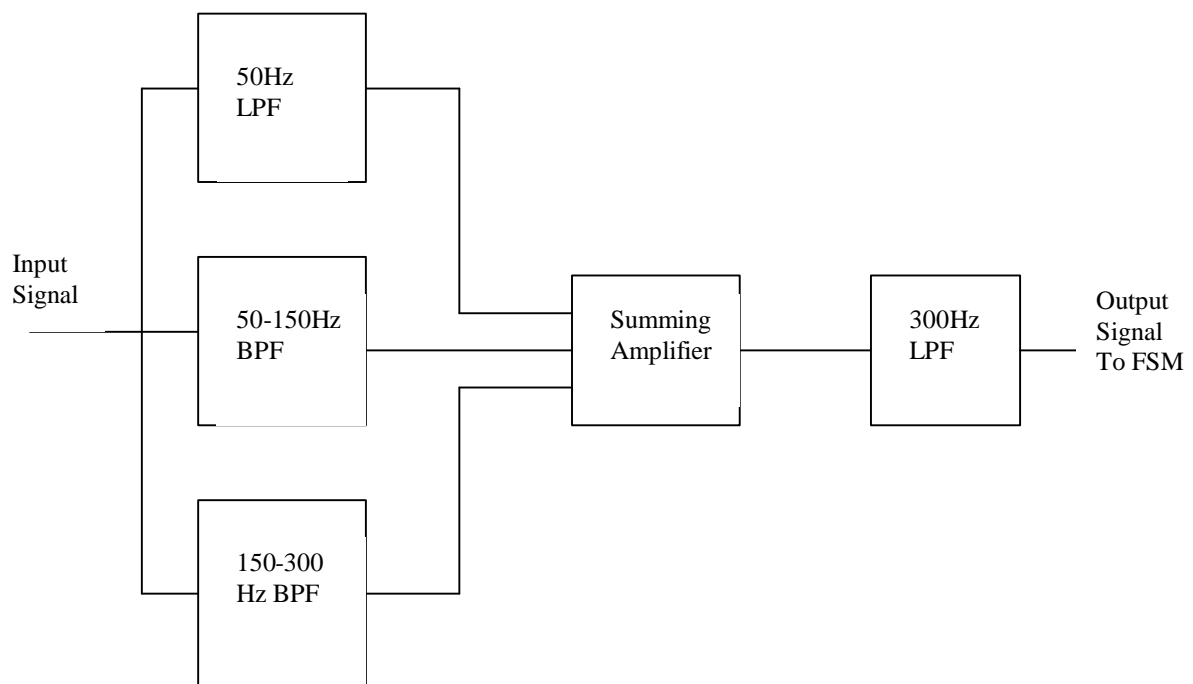 50Hz
LPF
Input
Signal
50-150Hz
BPF
150-300
Hz BPF
Summing
Amplifier
300Hz
LPF
Output
Signal
To FSM